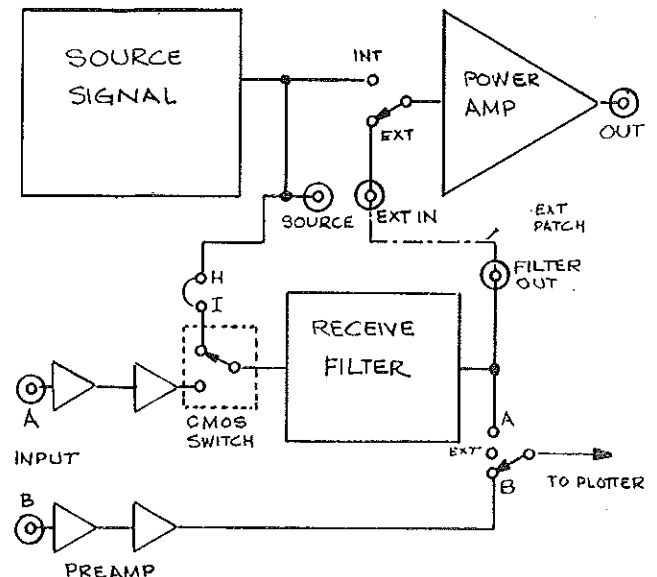 SOURCE
SIGNAL
INT
POWER
AMP
OUT
EXT
SOURCE
EXT IN
EXT
PATCH
FILTER
OUT
H
I
RECEIVE
FILTER
A
INPUT
CMOS
SWITCH
A
EXT
B
TO PLOTTER
B
PREAMP